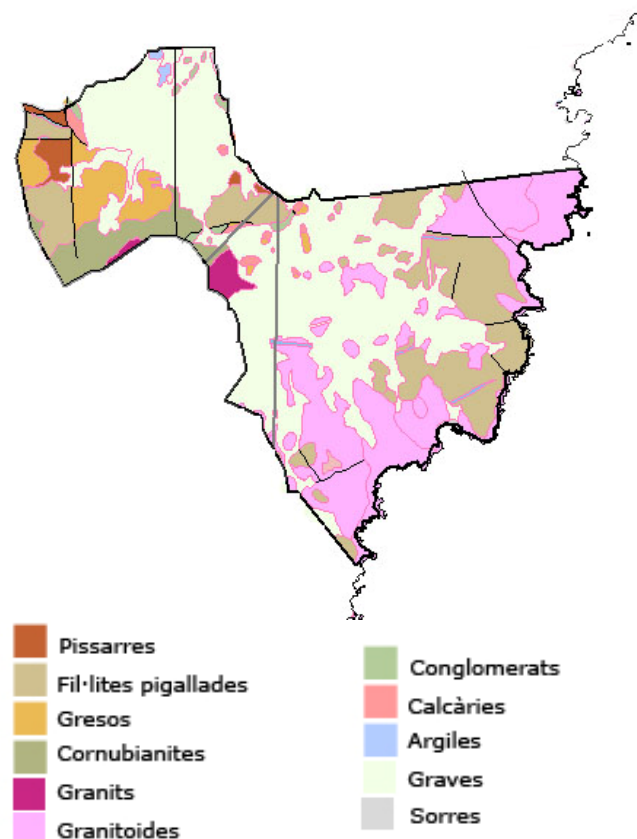 Pissarres
Fil·lites pigallades
Gresos
Cornubianites
Granits
Granitoides
Conglomerats
Calcàries
Argiles
Graves
Sorres